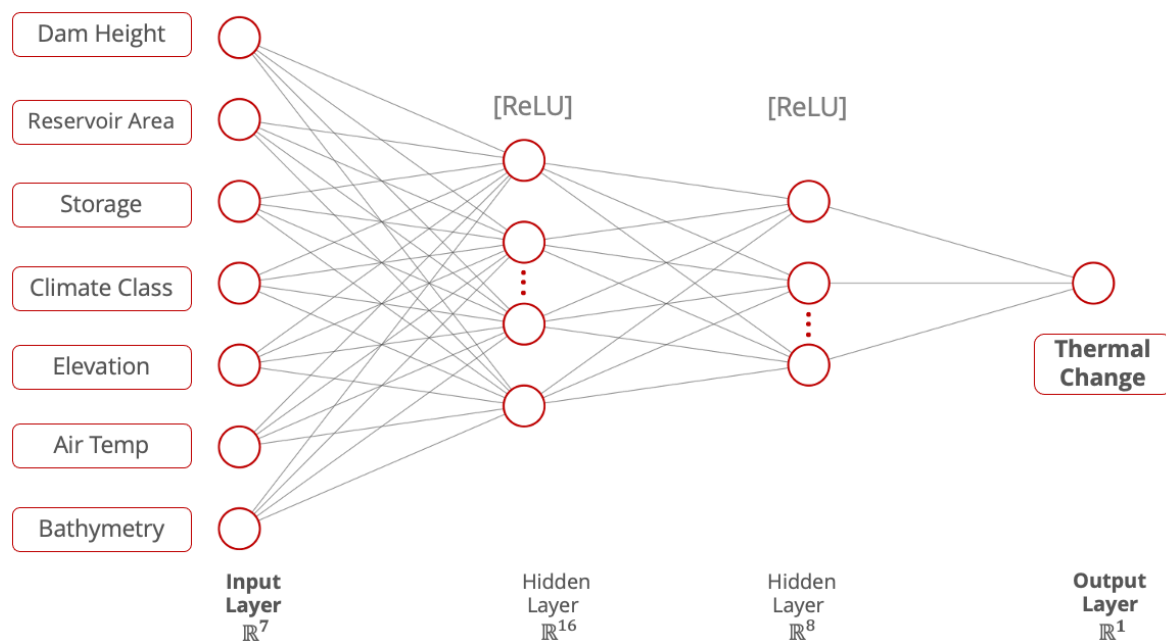 Dam Height
Reservoir Area
Storage
Climate Class
Elevation
Air Temp
Bathymetry
[ReLU]
[ReLU]
Thermal
Change
Input
Layer
ℝ⁷
Hidden
Layer
ℝ¹⁶
Hidden
Layer
ℝ⁸
Output
Layer
ℝ¹